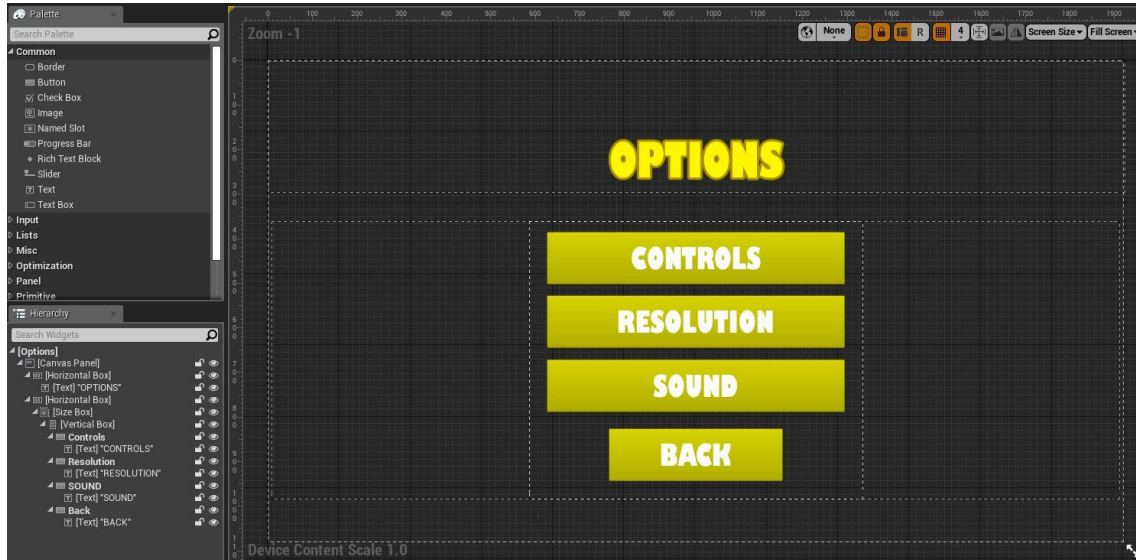 Palette
Search Palette
Common
Border
Button
Check Box
Image
Named Slot
Progress Bar
Rich Text Block
Slider
Text
Text Box
Input
Lists
Misc
Optimization
Panel
Primitive
Hierarchy
Search Widgets
[Options]
[Canvas Panel]
[Horizontal Box]
[Text] "OPTIONS"
[Horizontal Box]
[Size Box]
[Vertical Box]
Controls
[Text] "CONTROLS"
Resolution
[Text] "RESOLUTION"
SOUND
[Text] "SOUND"
Back
[Text] "BACK"
0 100 200 300 400 500 600 700 800 900 1000 1100 1200 1300 1400 1500 1600 1700 1800 1900
Zoom -1
None R 4 Screen Size Fill Screen
OPTIONS
CONTROLS
RESOLUTION
SOUND
BACK
Device Content Scale 1.0